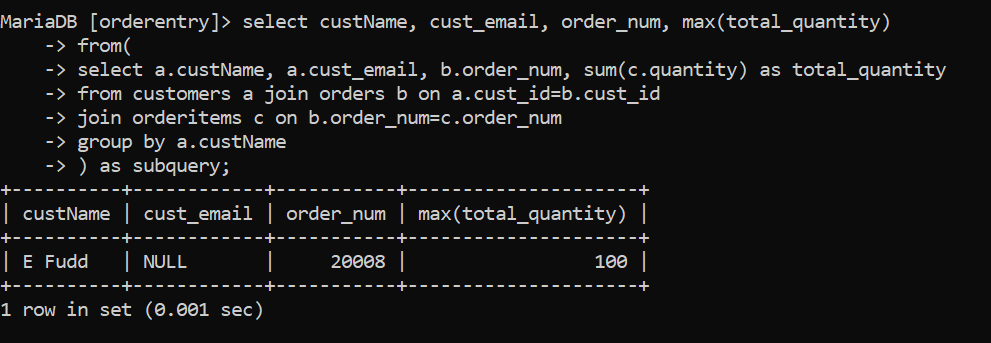 MariaDB [orderentry]> select custName, cust_email, order_num, max(total_quantity)
    -> from(
    -> select a.custName, a.cust_email, b.order_num, sum(c.quantity) as total_quantity
    -> from customers a join orders b on a.cust_id=b.cust_id
    -> join orderitems c on b.order_num=c.order_num
    -> group by a.custName
    -> ) as subquery;
+----------+------------+-----------+---------------------+
| custName | cust_email | order_num | max(total_quantity) |
+----------+------------+-----------+---------------------+
| E Fudd   | NULL       |     20008 |                 100 |
+----------+------------+-----------+---------------------+
1 row in set (0.001 sec)